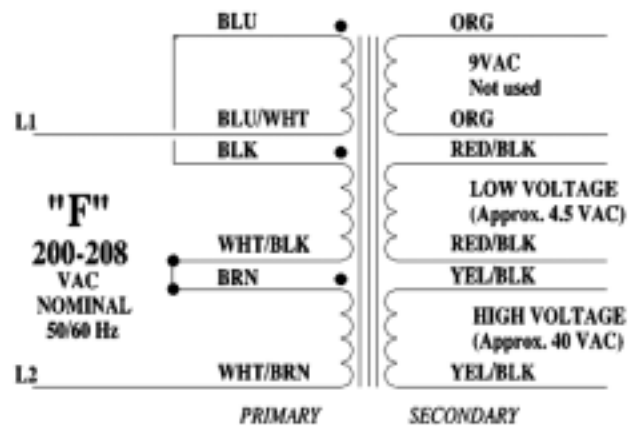 BLU
ORG
9VAC
Not used
L1
BLU/WHT
ORG
BLK
RED/BLK
"F"
200-208
VAC
NOMINAL
50/60 Hz
LOW VOLTAGE
(Approx. 4.5 VAC)
WHT/BLK
RED/BLK
BRN
YEL/BLK
HIGH VOLTAGE
(Approx. 40 VAC)
L2
WHT/BRN
YEL/BLK
PRIMARY
SECONDARY